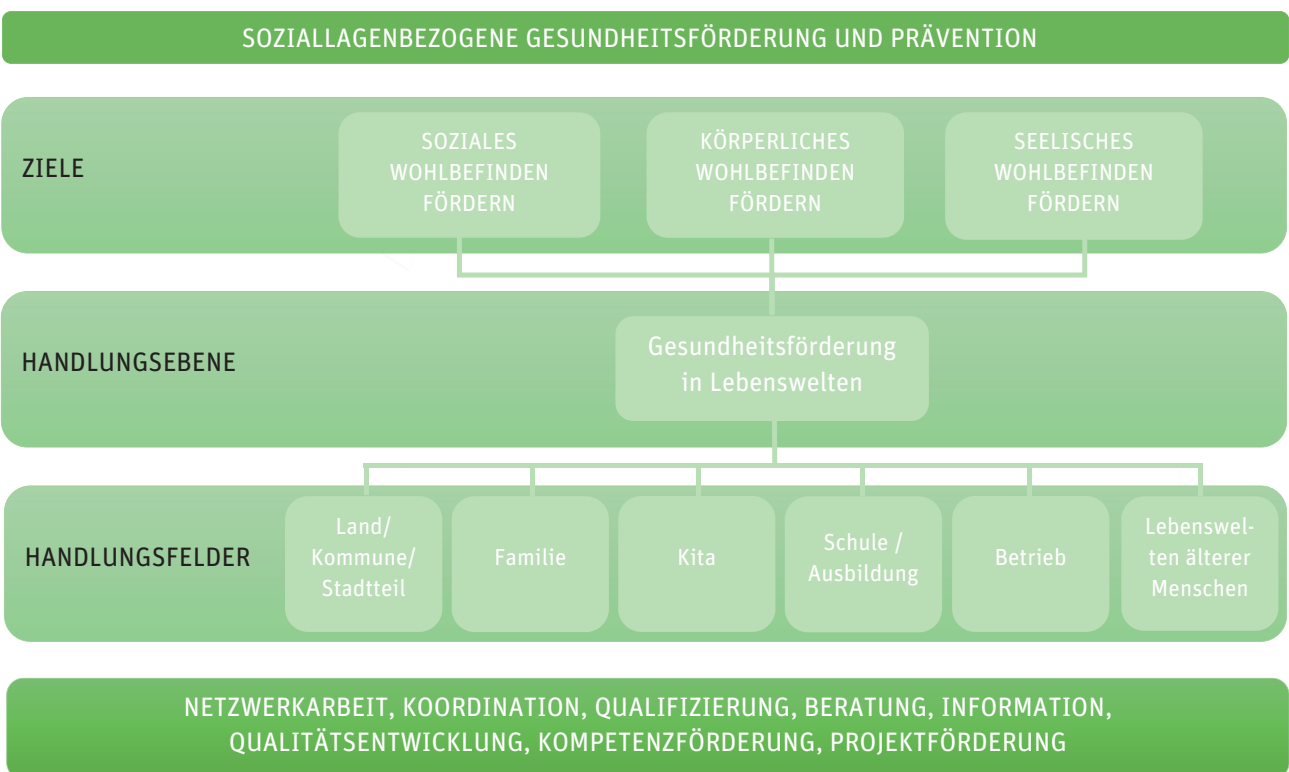 SOZIALLAGENBEZOGENE GESUNDHEITSFÖRDERUNG UND PRÄVENTION
ZIELE
SOZIALES
WOHLBEFINDEN
FÖRDERN
KÖRPERLICHES
WOHLBEFINDEN
FÖRDERN
SEELISCHES
WOHLBEFINDEN
FÖRDERN
HANDLUNGSEBENE
Gesundheitsförderung
in Lebenswelten
HANDLUNGSFELDER
Land/
Kommune/
Stadtteil
Familie
Kita
Schule /
Ausbildung
Betrieb
Lebenswel-
ten älterer
Menschen
NETZWERKARBEIT, KOORDINATION, QUALIFIZIERUNG, BERATUNG, INFORMATION,
QUALITÄTSENTWICKLUNG, KOMPETENZFÖRDERUNG, PROJEKTFÖRDERUNG